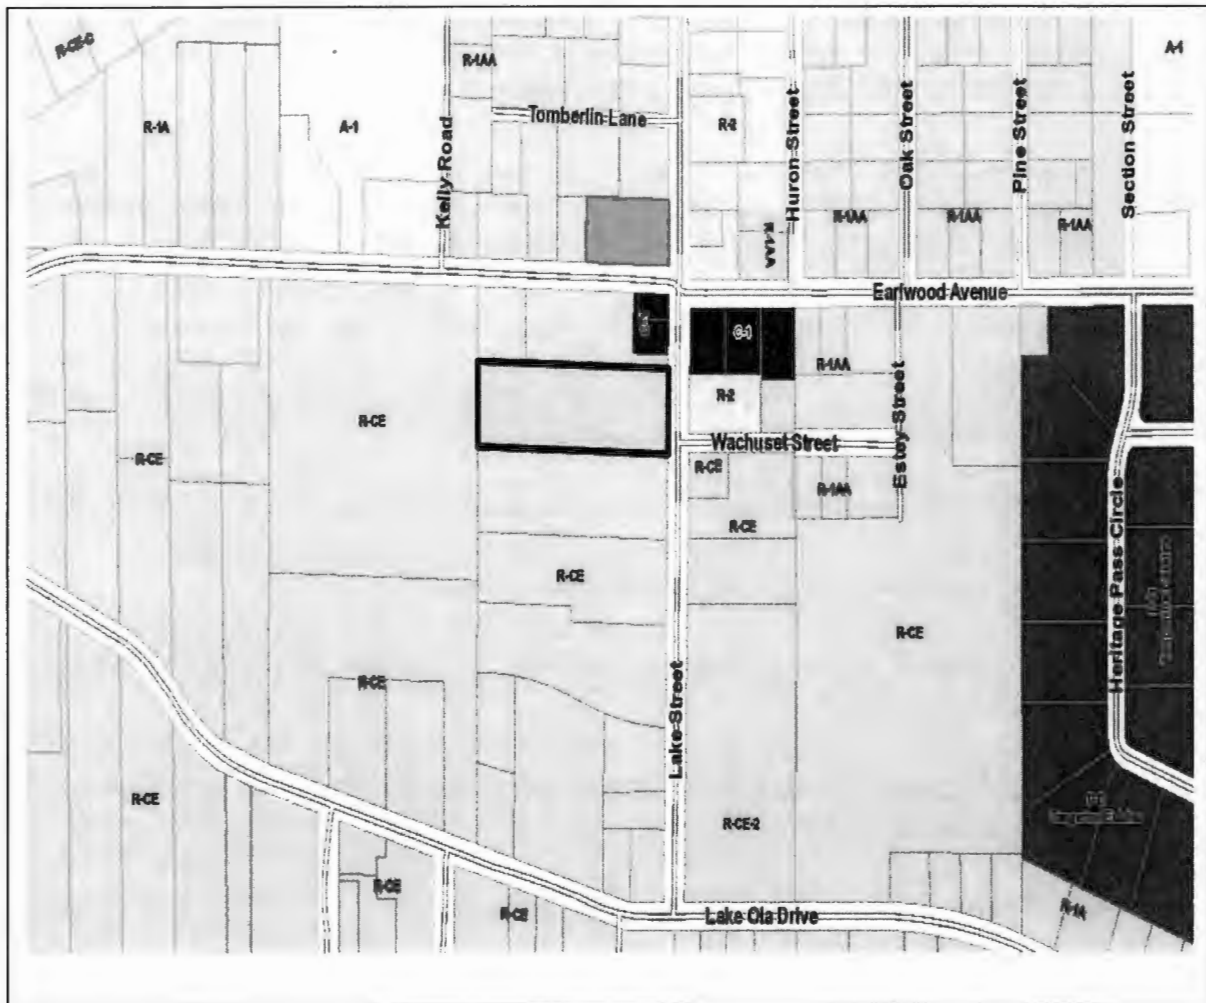 R-CE-C
R-1A
A-1
Kelly Road
R-1AA
Tomberlin Lane
R-2
Huron Street
R-1AA
R-1AA
Oak Street
R-1AA
Pine Street
R-1AA
Section Street
A-1
Earlwood Avenue
C-1
R-1AA
R-2
Wachuset Street
Estey Street
R-CE
R-CE
R-CE
R-1AA
R-CE
R-CE
R-CE
Heritage Pass Circle
R-CE
Lake Street
R-CE
R-CE-2
R-CE
R-CE
Lake Ola Drive
R-1A